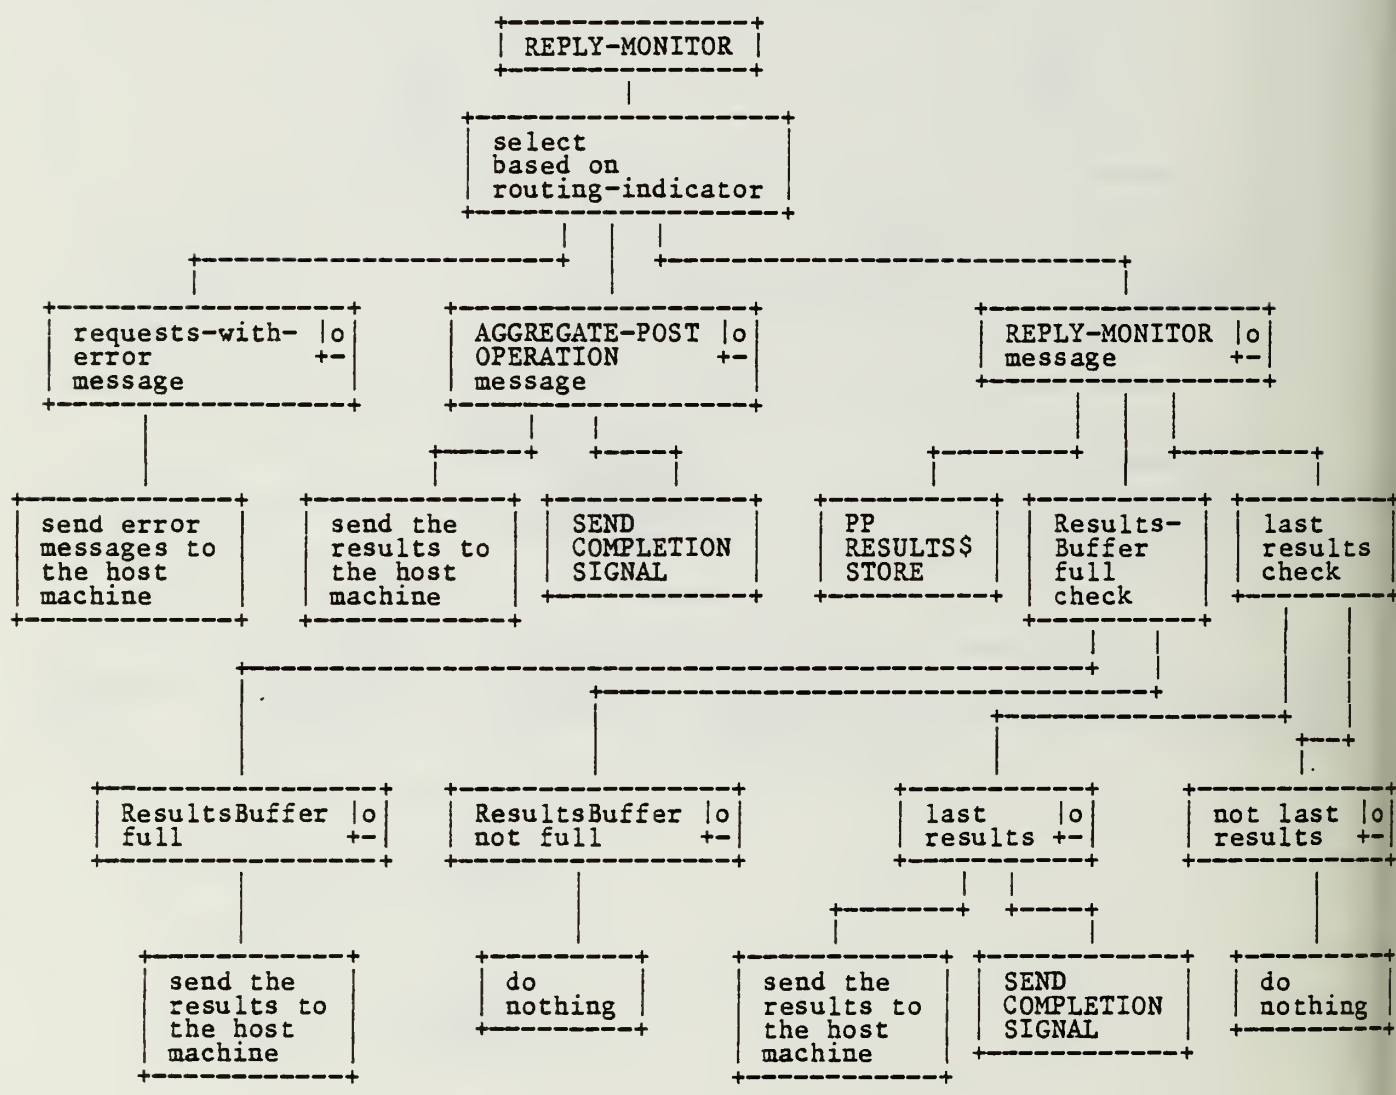 REPLY-MONITOR
select
based on
routing-indicator
requests-with- o
error
message
AGGREGATE-POST o
OPERATION
message
REPLY-MONITOR o
message
send error
messages to
the host
machine
send the
results to
the host
machine
SEND
COMPLETION
SIGNAL
PP
RESULTS$
STORE
Results-
Buffer
full
check
last
results
check
ResultsBuffer o
full
ResultsBuffer o
not full
last o
results
not last o
results
send the
results to
the host
machine
do
nothing
send the
results to
the host
machine
SEND
COMPLETION
SIGNAL
do
nothing